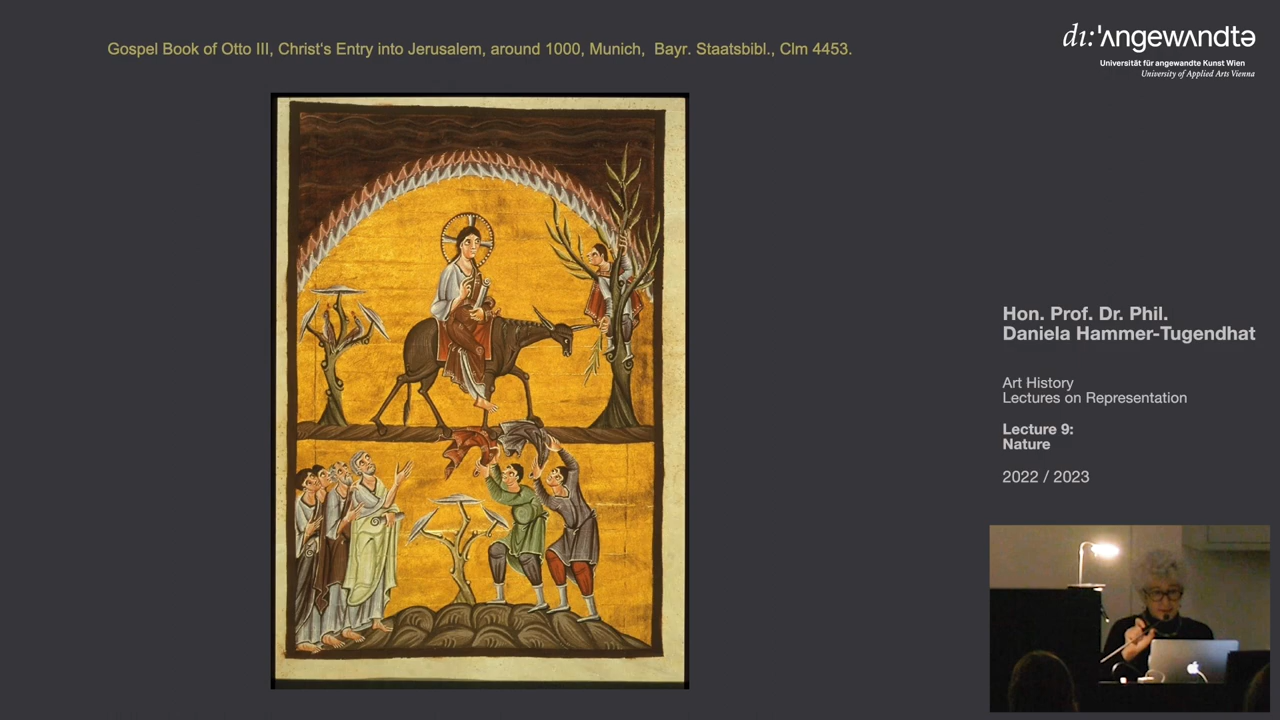 Gospel Book of Otto III, Christ's Entry into Jerusalem, around 1000, Munich, Bayr. Staatsbibl., Clm 4453.
dı:'ʌngewʌndtə
Universität für angewandte Kunst Wien
University of Applied Arts Vienna
Hon. Prof. Dr. Phil.
Daniela Hammer-Tugendhat
Art History
Lectures on Representation
Lecture 9:
Nature
2022 / 2023